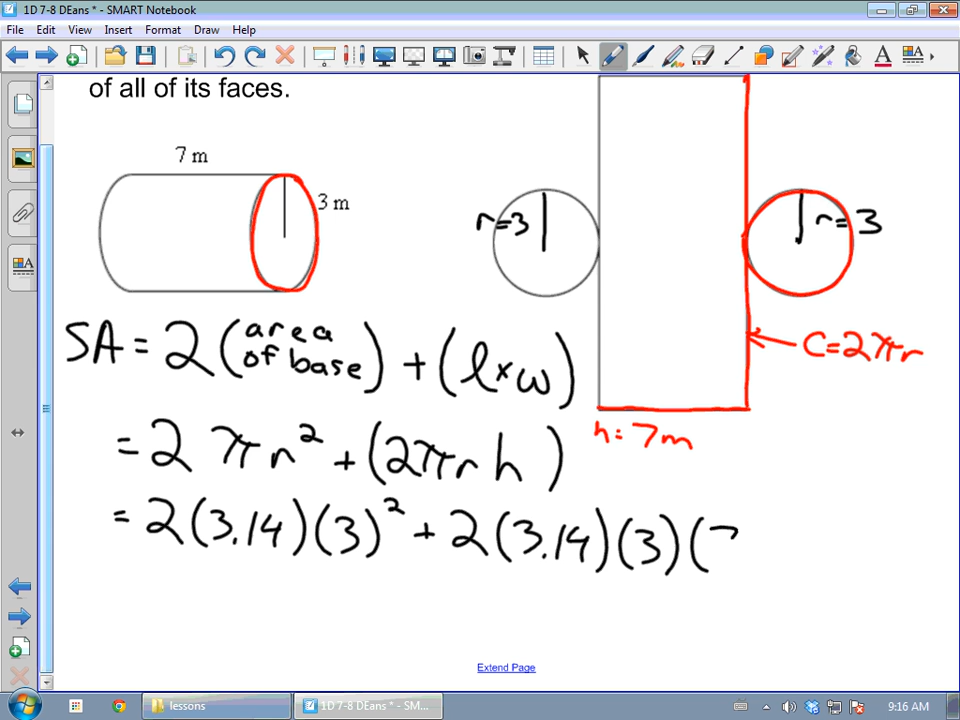 1D 7-8 DEans * - SMART Notebook
File Edit View Insert Format Draw Help
of all of its faces.
7 m
3 m
r=3
r=3
SA = 2 (area of base) + (l × w)
C=2πr
h= 7m
= 2 πr² + (2πr h)
= 2(3.14)(3)² + 2(3.14)(3)(7
Extend Page
lessons
1D 7-8 DEans * - SM...
9:16 AM